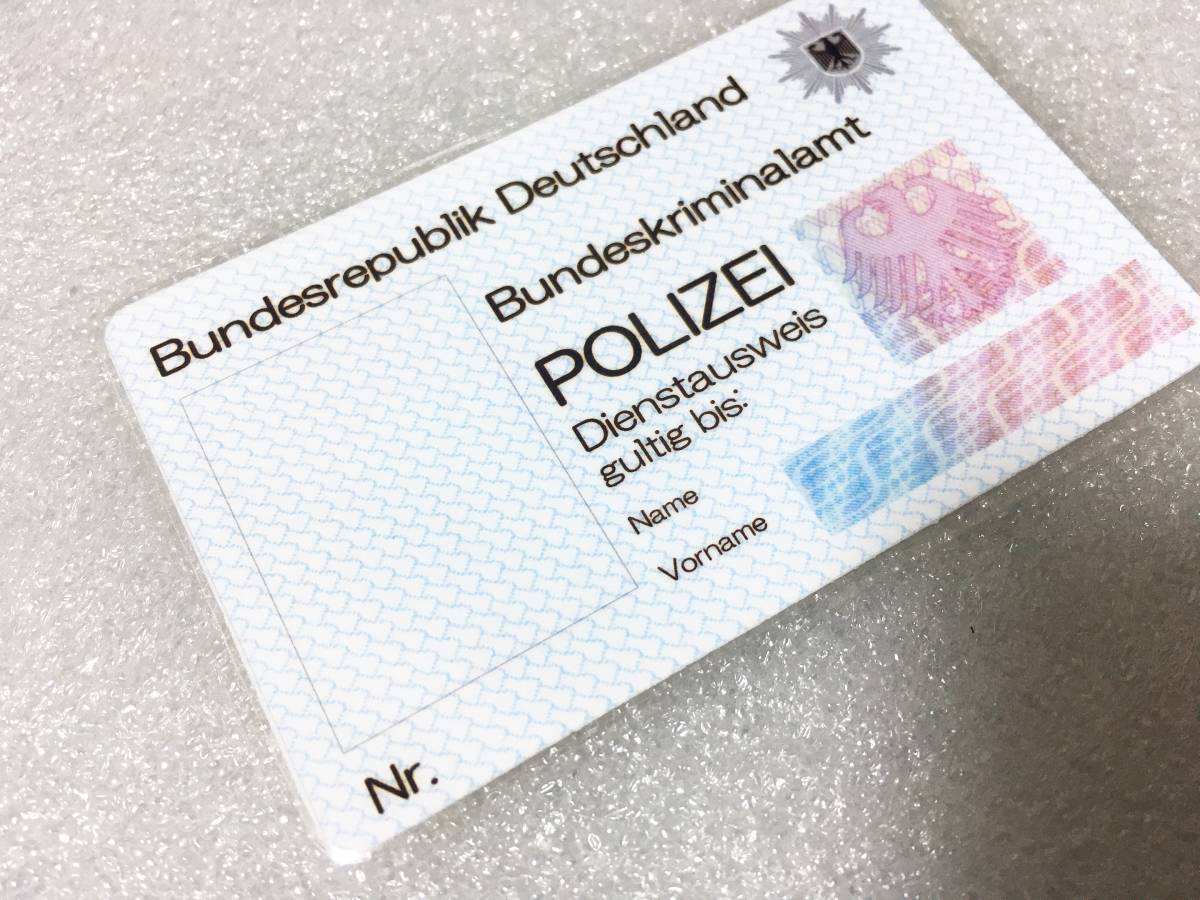 Bundesrepublik Deutschland
Bundeskriminalamt
POLIZEI
Dienstausweis
gultig bis:
Name
Vorname
Nr.